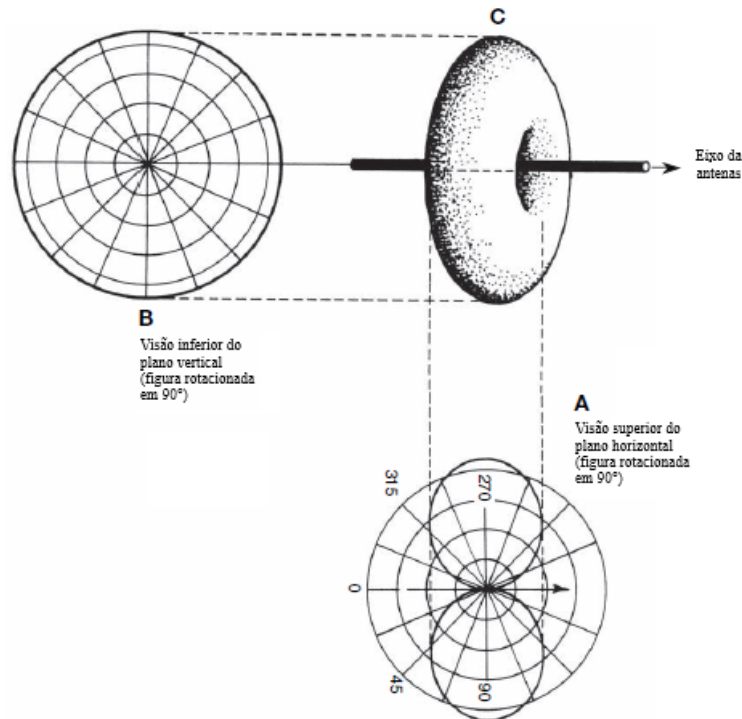 C
Eixo da
antenas
B
Visão inferior do
plano vertical
(figura rotacionada
em 90°)
A
Visão superior do
plano horizontal
(figura rotacionada
em 90°)
315
270
0
45
90